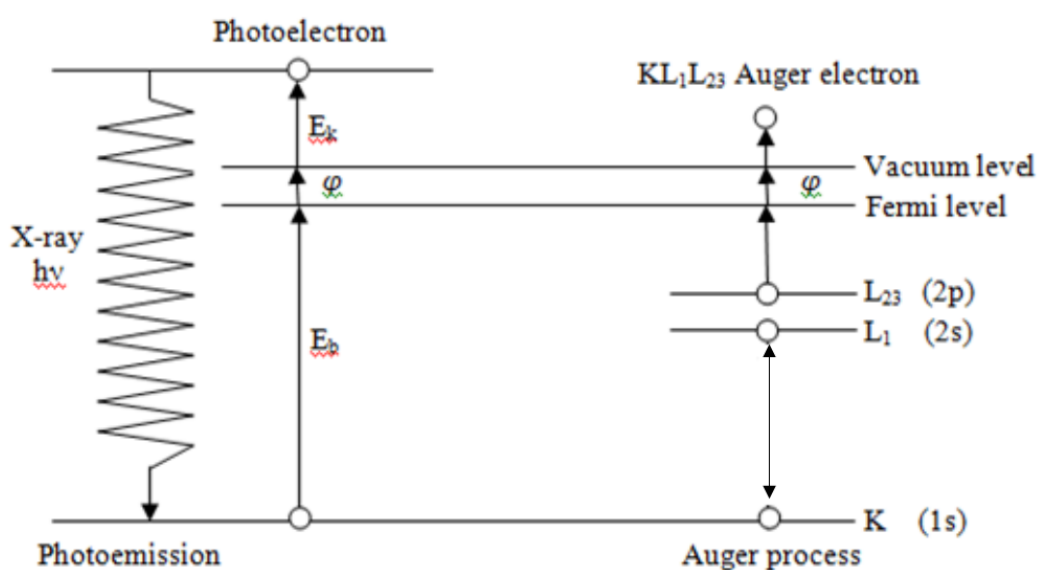 Photoelectron
KL₁L₂₃ Auger electron
Eₖ
Vacuum level
φ
φ
Fermi level
X-ray
hν
L₂₃ (2p)
E_b
L₁ (2s)
K (1s)
Photoemission
Auger process